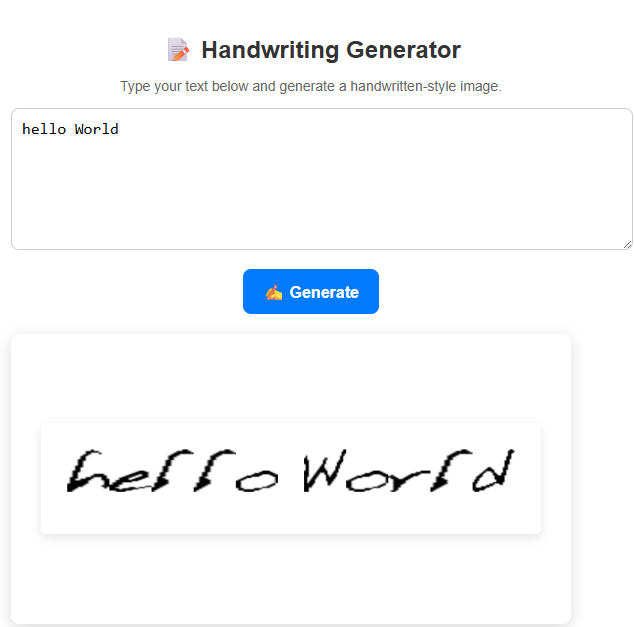 📝 Handwriting Generator
Type your text below and generate a handwritten-style image.
hello World
✍️ Generate
hello World